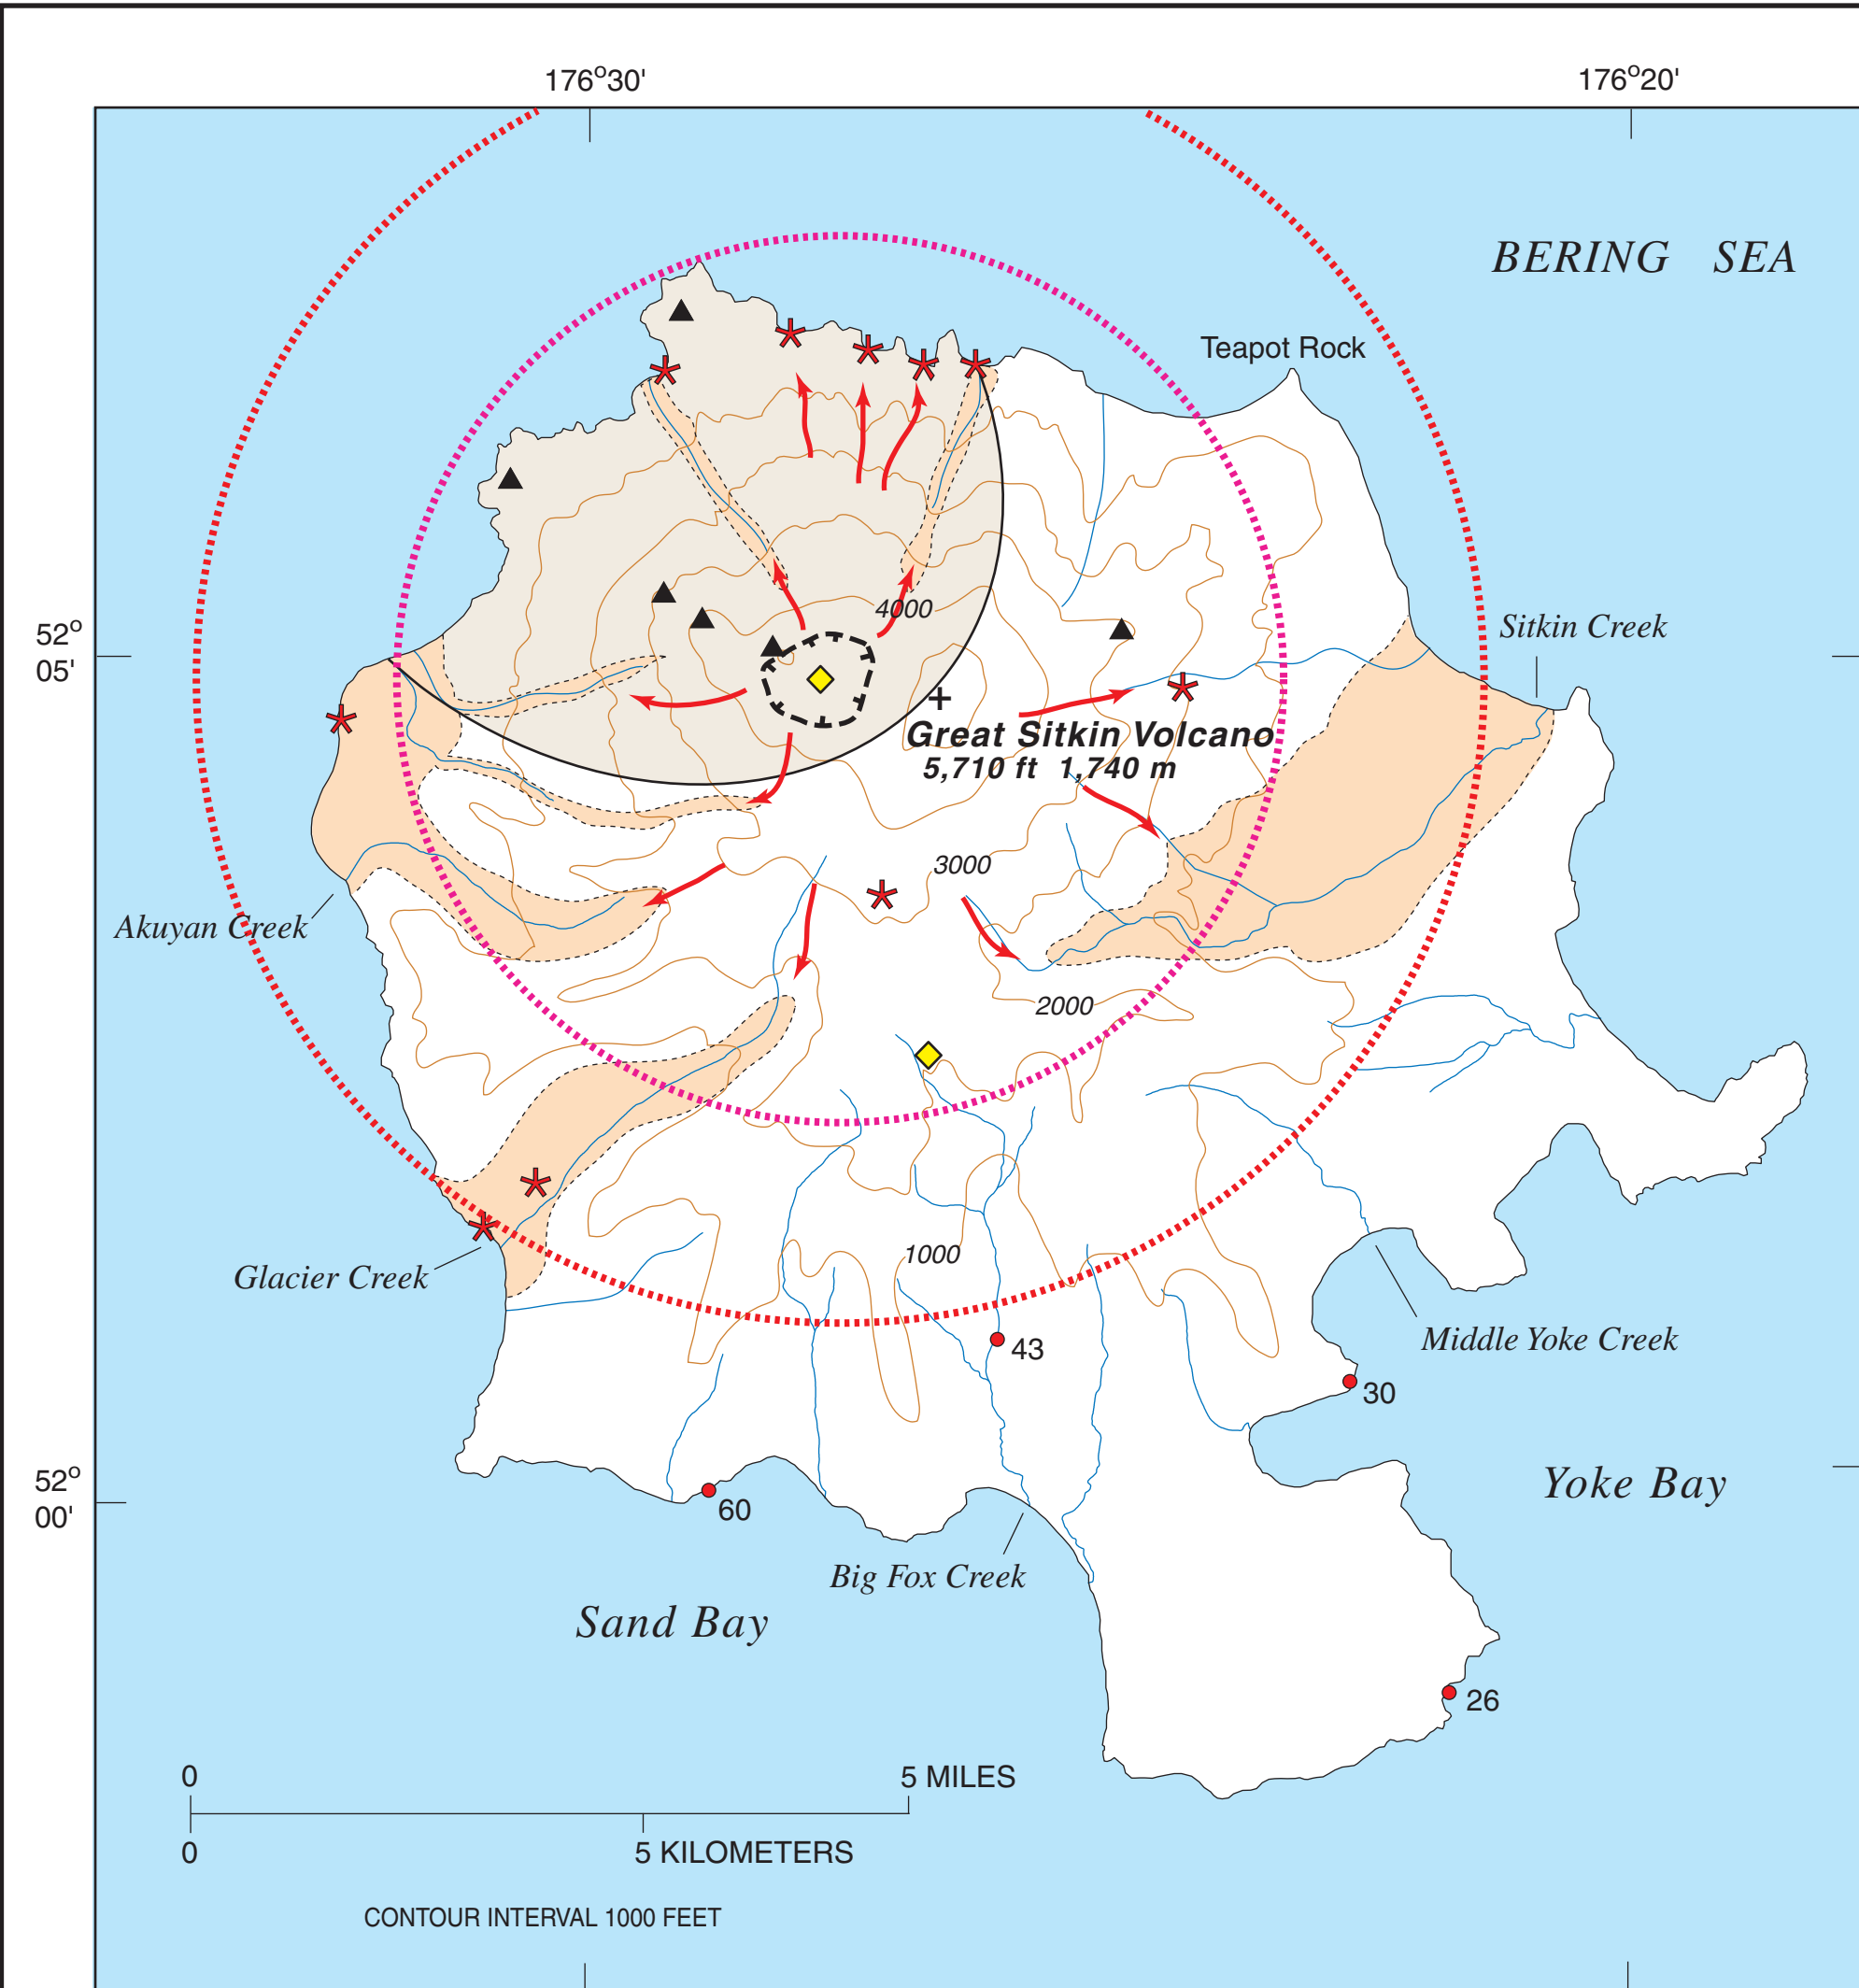 176°30'
176°20'
BERING SEA
Teapot Rock
52°
05'
4000
Sitkin Creek
Great Sitkin Volcano
5,710 ft 1,740 m
3000
Akuyan Creek
2000
1000
Glacier Creek
43
Middle Yoke Creek
30
52°
00'
Yoke Bay
60
Big Fox Creek
Sand Bay
26
0
5 MILES
0
5 KILOMETERS
CONTOUR INTERVAL 1000 FEET